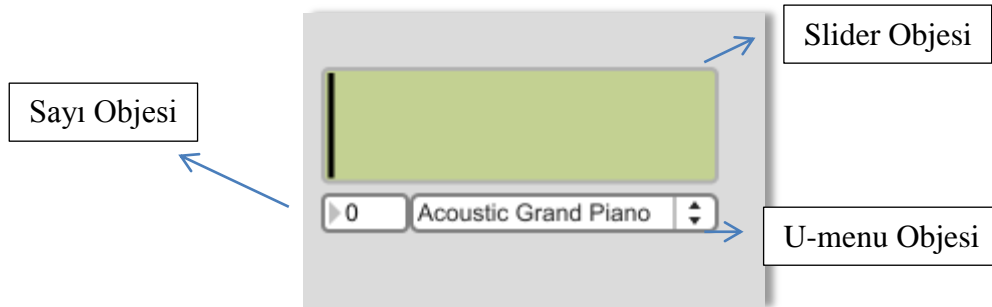 Slider Objesi
Sayı Objesi
0
Acoustic Grand Piano
U-menu Objesi